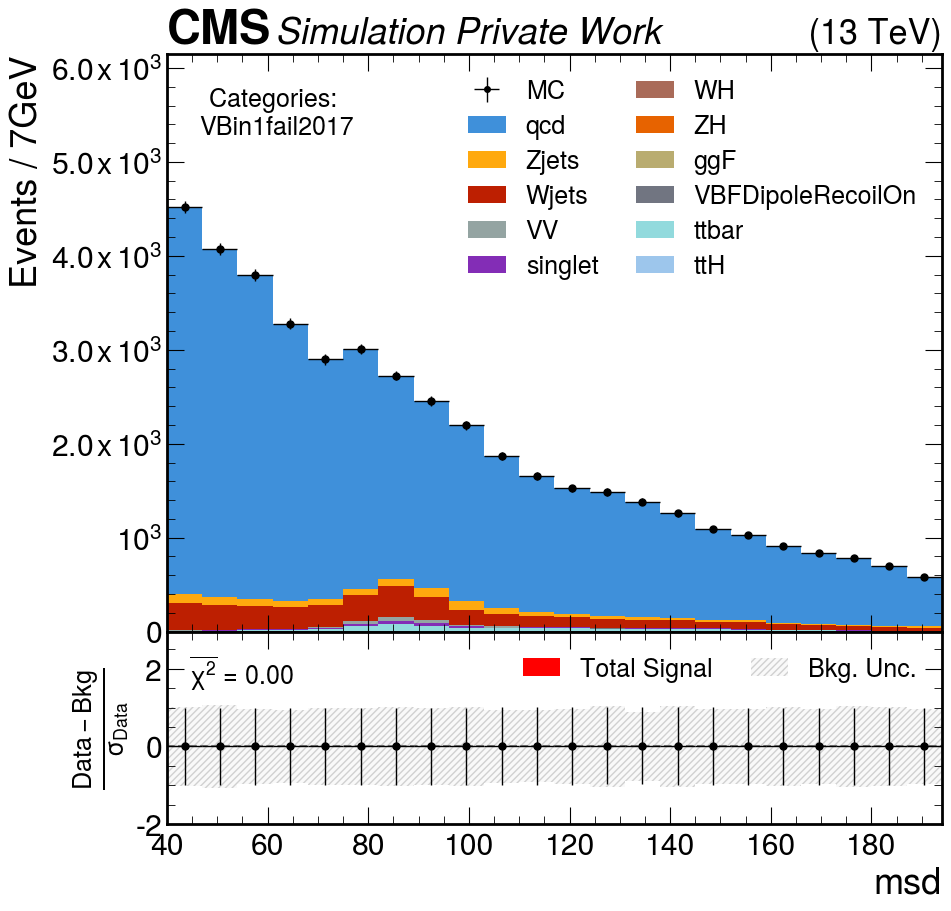 CMS Simulation Private Work (13 TeV)
Events / 7GeV
6.0 x 10³
5.0 x 10³
4.0 x 10³
3.0 x 10³
2.0 x 10³
10³
0
Categories:
VBin1fail2017
MC
qcd
Zjets
Wjets
VV
singlet
WH
ZH
ggF
VBFDipoleRecoilOn
ttbar
ttH
Data – Bkg
σData
2
0
-2
χ² = 0.00
Total Signal
Bkg. Unc.
40 60 80 100 120 140 160 180
msd